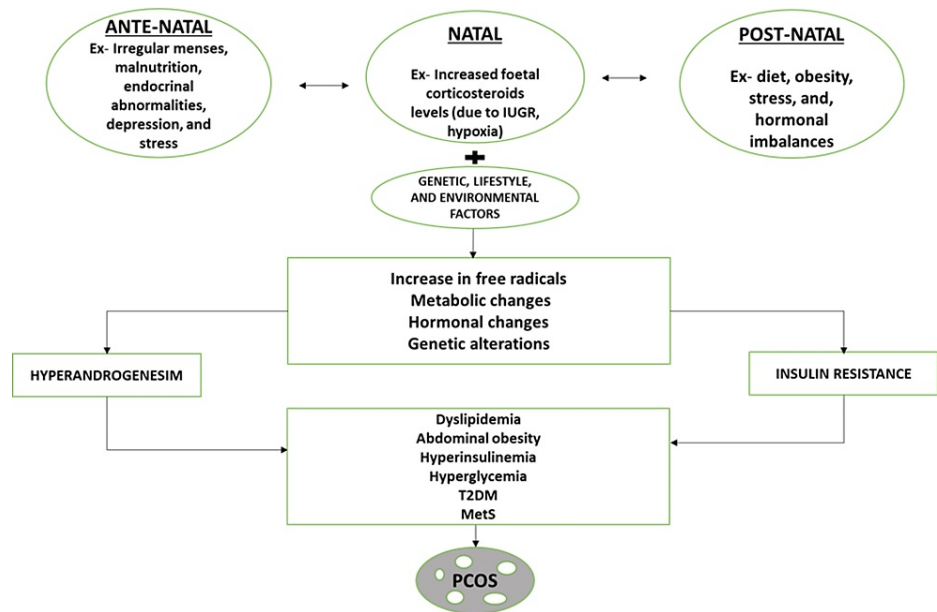 ANTE-NATAL
Ex- Irregular menses,
malnutrition,
endocrinal
abnormalities,
depression, and
stress
NATAL
Ex- Increased foetal
corticosteroids
levels (due to IUGR,
hypoxia)
POST-NATAL
Ex- diet, obesity,
stress, and,
hormonal
imbalances
+
GENETIC, LIFESTYLE,
AND ENVIRONMENTAL
FACTORS
Increase in free radicals
Metabolic changes
Hormonal changes
Genetic alterations
HYPERANDROGENESIM
INSULIN RESISTANCE
Dyslipidemia
Abdominal obesity
Hyperinsulinemia
Hyperglycemia
T2DM
MetS
PCOS